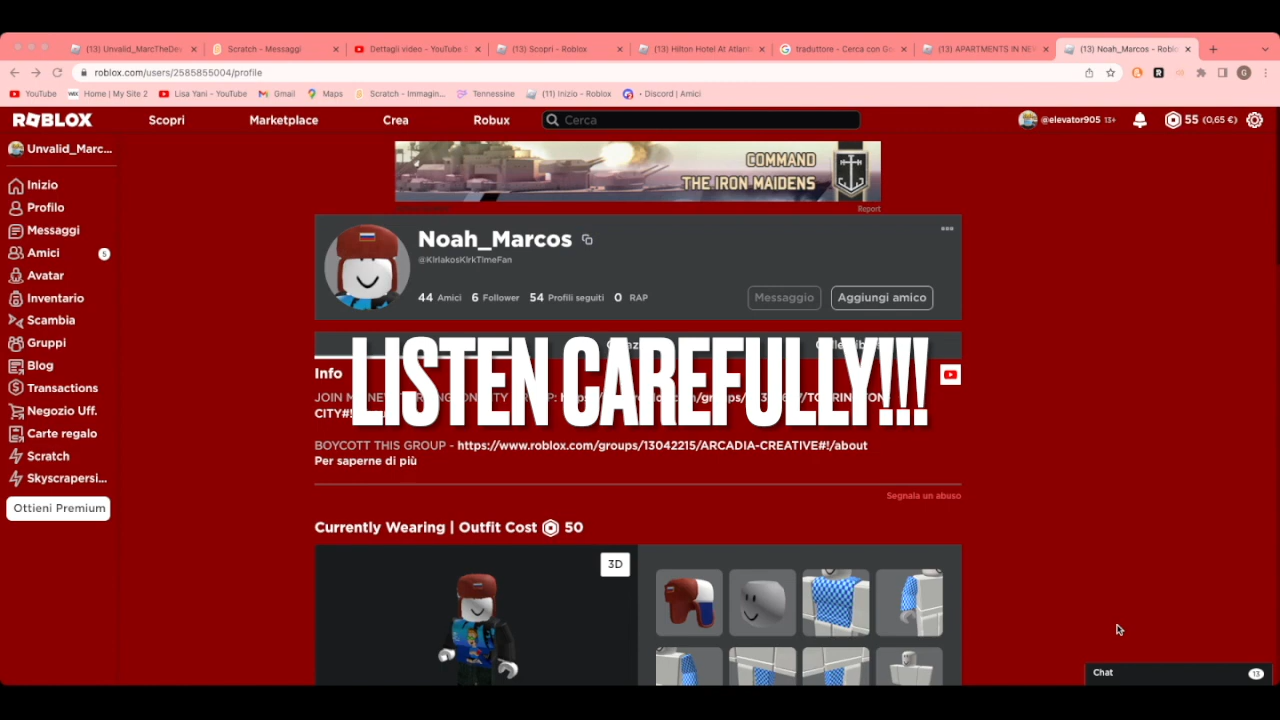 (13) Unvalid_MarcTheDev
Scratch - Messaggi
Dettagli video - YouTube S
(13) Scopri - Roblox
(13) Hilton Hotel At Atlant
traduttore - Cerca con Go
(13) APARTMENTS IN NE
(13) Noah_Marcos - Roblo
roblox.com/users/2585855004/profile
G
YouTube
Home | My Site 2
Lisa Yani - YouTube
Gmail
Maps
Scratch - Immagin...
Tennessine
(11) Inizio - Roblox
• Discord | Amici
ROBLOX
Scopri
Marketplace
Crea
Robux
Cerca
@elevator905 13+
55 (0,65 €)
Unvalid_Marc...
Inizio
Profilo
Messaggi
Amici 5
Avatar
Inventario
Scambia
Gruppi
Blog
Transactions
Negozio Uff.
Carte regalo
Scratch
Skyscrapersi...
Ottieni Premium
COMMAND
THE IRON MAIDENS
Report
Noah_Marcos
@KirlakosKirkTimeFan
44 Amici 6 Follower 54 Profili seguiti 0 RAP
Messaggio
Aggiungi amico
LISTEN CAREFULLY!!!
Info
JOIN
CITY#!
BOYCOTT THIS GROUP - https://www.roblox.com/groups/13042215/ARCADIA-CREATIVE#!/about
Per saperne di più
Segnala un abuso
Currently Wearing | Outfit Cost 50
3D
Chat 13